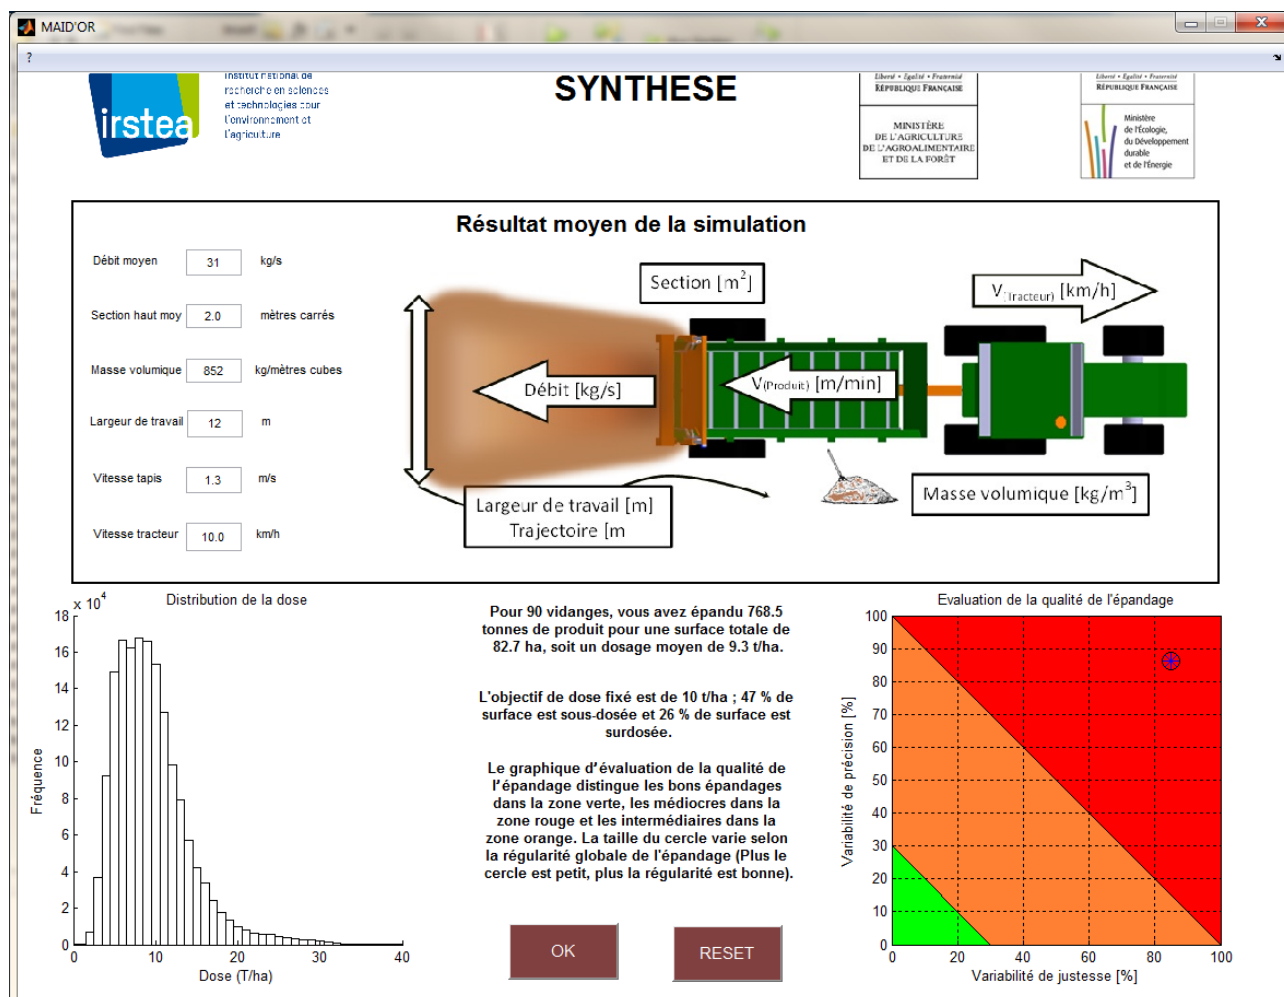 MAID'OR
?
irstea
Institut national de
recherche en sciences
et technologies pour
l'environnement et
l'agriculture
SYNTHESE
Liberté • Égalité • Fraternité
RÉPUBLIQUE FRANÇAISE
MINISTÈRE
DE L'AGRICULTURE
DE L'AGROALIMENTAIRE
ET DE LA FORÊT
Liberté • Égalité • Fraternité
RÉPUBLIQUE FRANÇAISE
Ministère
de l'Écologie,
du Développement
durable
et de l'Énergie
Résultat moyen de la simulation
Débit moyen 31 kg/s
Section haut moy 2.0 mètres carrés
Masse volumique 852 kg/mètres cubes
Largeur de travail 12 m
Vitesse tapis 1.3 m/s
Vitesse tracteur 10.0 km/h
Section [m²]
V(Tracteur) [km/h]
Débit [kg/s]
V(Produit) [m/min]
Largeur de travail [m]
Trajectoire [m
Masse volumique [kg/m³]
Distribution de la dose
x 10⁴
18
16
14
12
10
8
6
4
2
0
Fréquence
0 10 20 30 40
Dose (T/ha)
Pour 90 vidanges, vous avez épandu 768.5
tonnes de produit pour une surface totale de
82.7 ha, soit un dosage moyen de 9.3 t/ha.
L'objectif de dose fixé est de 10 t/ha ; 47 % de
surface est sous-dosée et 26 % de surface est
surdosée.
Le graphique d'évaluation de la qualité de
l'épandage distingue les bons épandages
dans la zone verte, les médiocres dans la
zone rouge et les intermédiaires dans la
zone orange. La taille du cercle varie selon
la régularité globale de l'épandage (Plus le
cercle est petit, plus la régularité est bonne).
OK
RESET
Evaluation de la qualité de l'épandage
100
90
80
70
60
50
40
30
20
10
0
Variabilité de précision [%]
0 20 40 60 80 100
Variabilité de justesse [%]